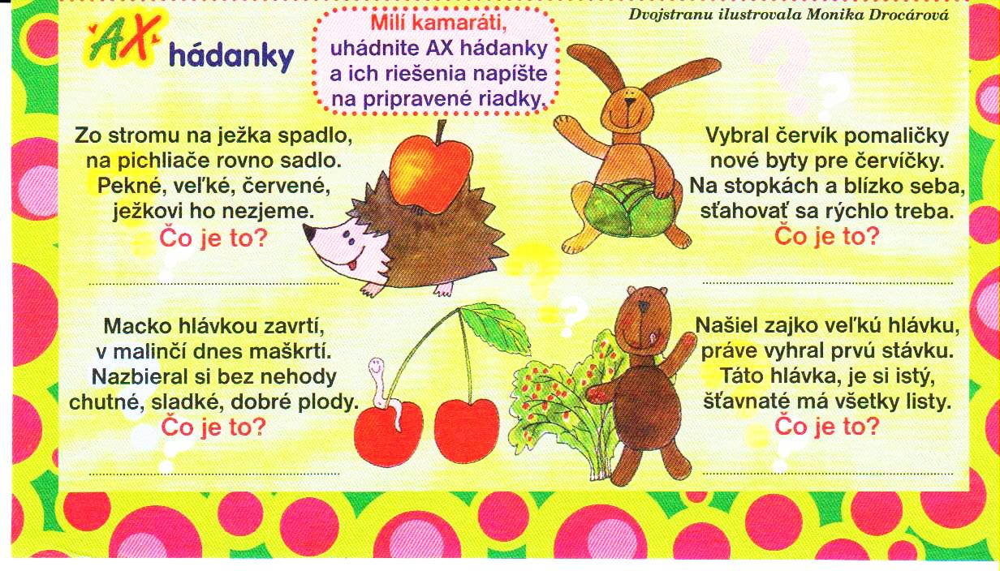 Dvojstranu ilustrovala Monika Drocárová
AX hádanky
Milí kamaráti,
uhádnite AX hádanky
a ich riešenia napíšte
na pripravené riadky.
Zo stromu na ježka spadlo,
na pichliače rovno sadlo.
Pekné, veľké, červené,
ježkovi ho nezjeme.
Čo je to?
Vybral červík pomaličky
nové byty pre červíčky.
Na stopkách a blízko seba,
sťahovať sa rýchlo treba.
Čo je to?
Macko hlávkou zavrtí,
v malinčí dnes maškrtí.
Nazbieral si bez nehody
chutné, sladké, dobré plody.
Čo je to?
Našiel zajko veľkú hlávku,
práve vyhral prvú stávku.
Táto hlávka, je si istý,
šťavnaté má všetky listy.
Čo je to?